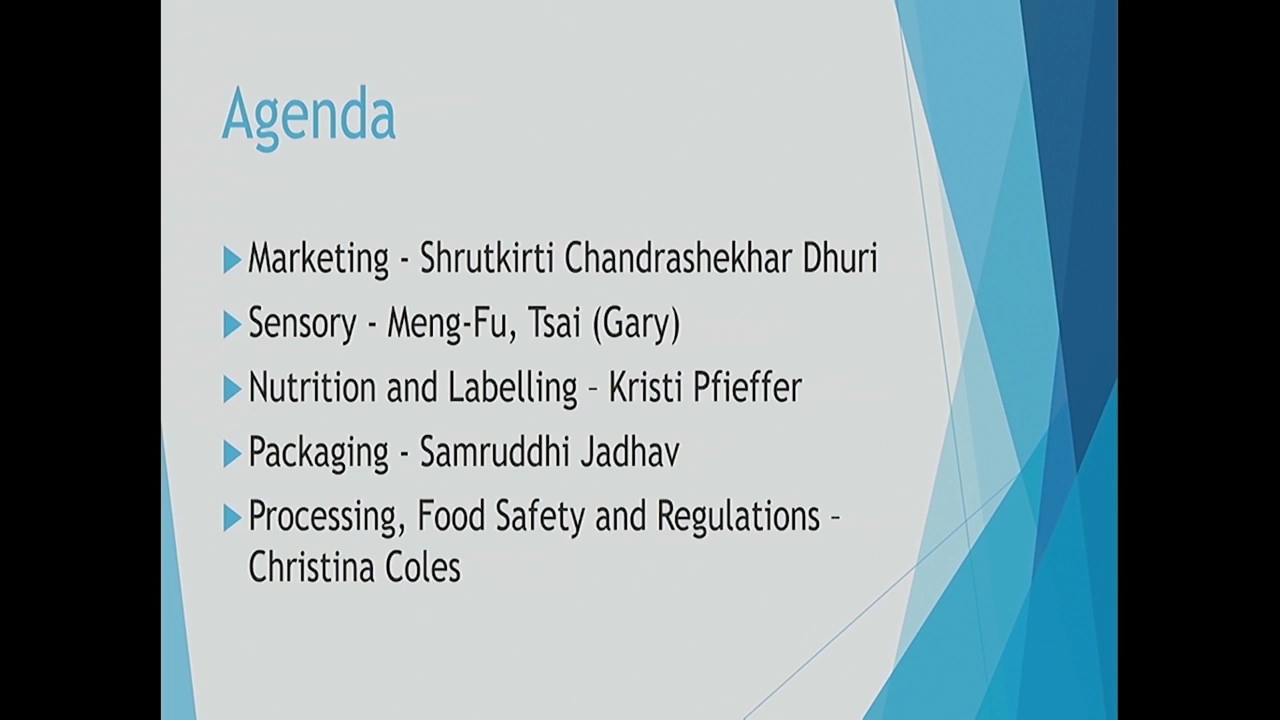 Agenda
Marketing - Shrutkirti Chandrashekhar Dhuri
Sensory - Meng-Fu, Tsai (Gary)
Nutrition and Labelling – Kristi Pfieffer
Packaging - Samruddhi Jadhav
Processing, Food Safety and Regulations –
Christina Coles